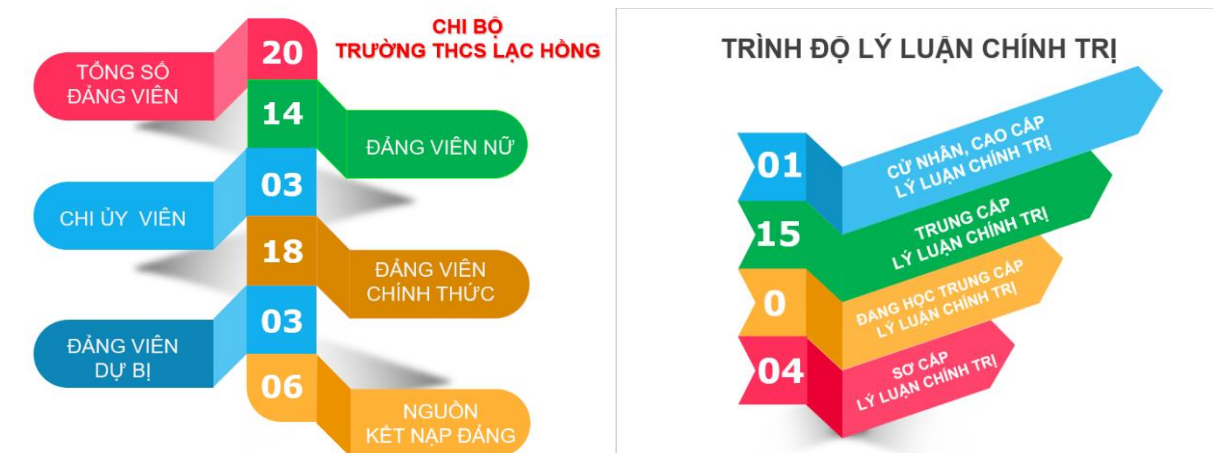 CHI BỘ
TRƯỜNG THCS LẠC HỒNG
20
TỔNG SỐ
ĐẢNG VIÊN
14
ĐẢNG VIÊN NỮ
03
CHI ỦY VIÊN
18
ĐẢNG VIÊN
CHÍNH THỨC
03
ĐẢNG VIÊN
DỰ BỊ
06
NGUỒN
KẾT NẠP ĐẢNG
TRÌNH ĐỘ LÝ LUẬN CHÍNH TRỊ
01
CỬ NHÂN, CAO CẤP
LÝ LUẬN CHÍNH TRỊ
15
TRUNG CẤP
LÝ LUẬN CHÍNH TRỊ
0
ĐANG HỌC TRUNG CẤP
LÝ LUẬN CHÍNH TRỊ
04
SƠ CẤP
LÝ LUẬN CHÍNH TRỊ